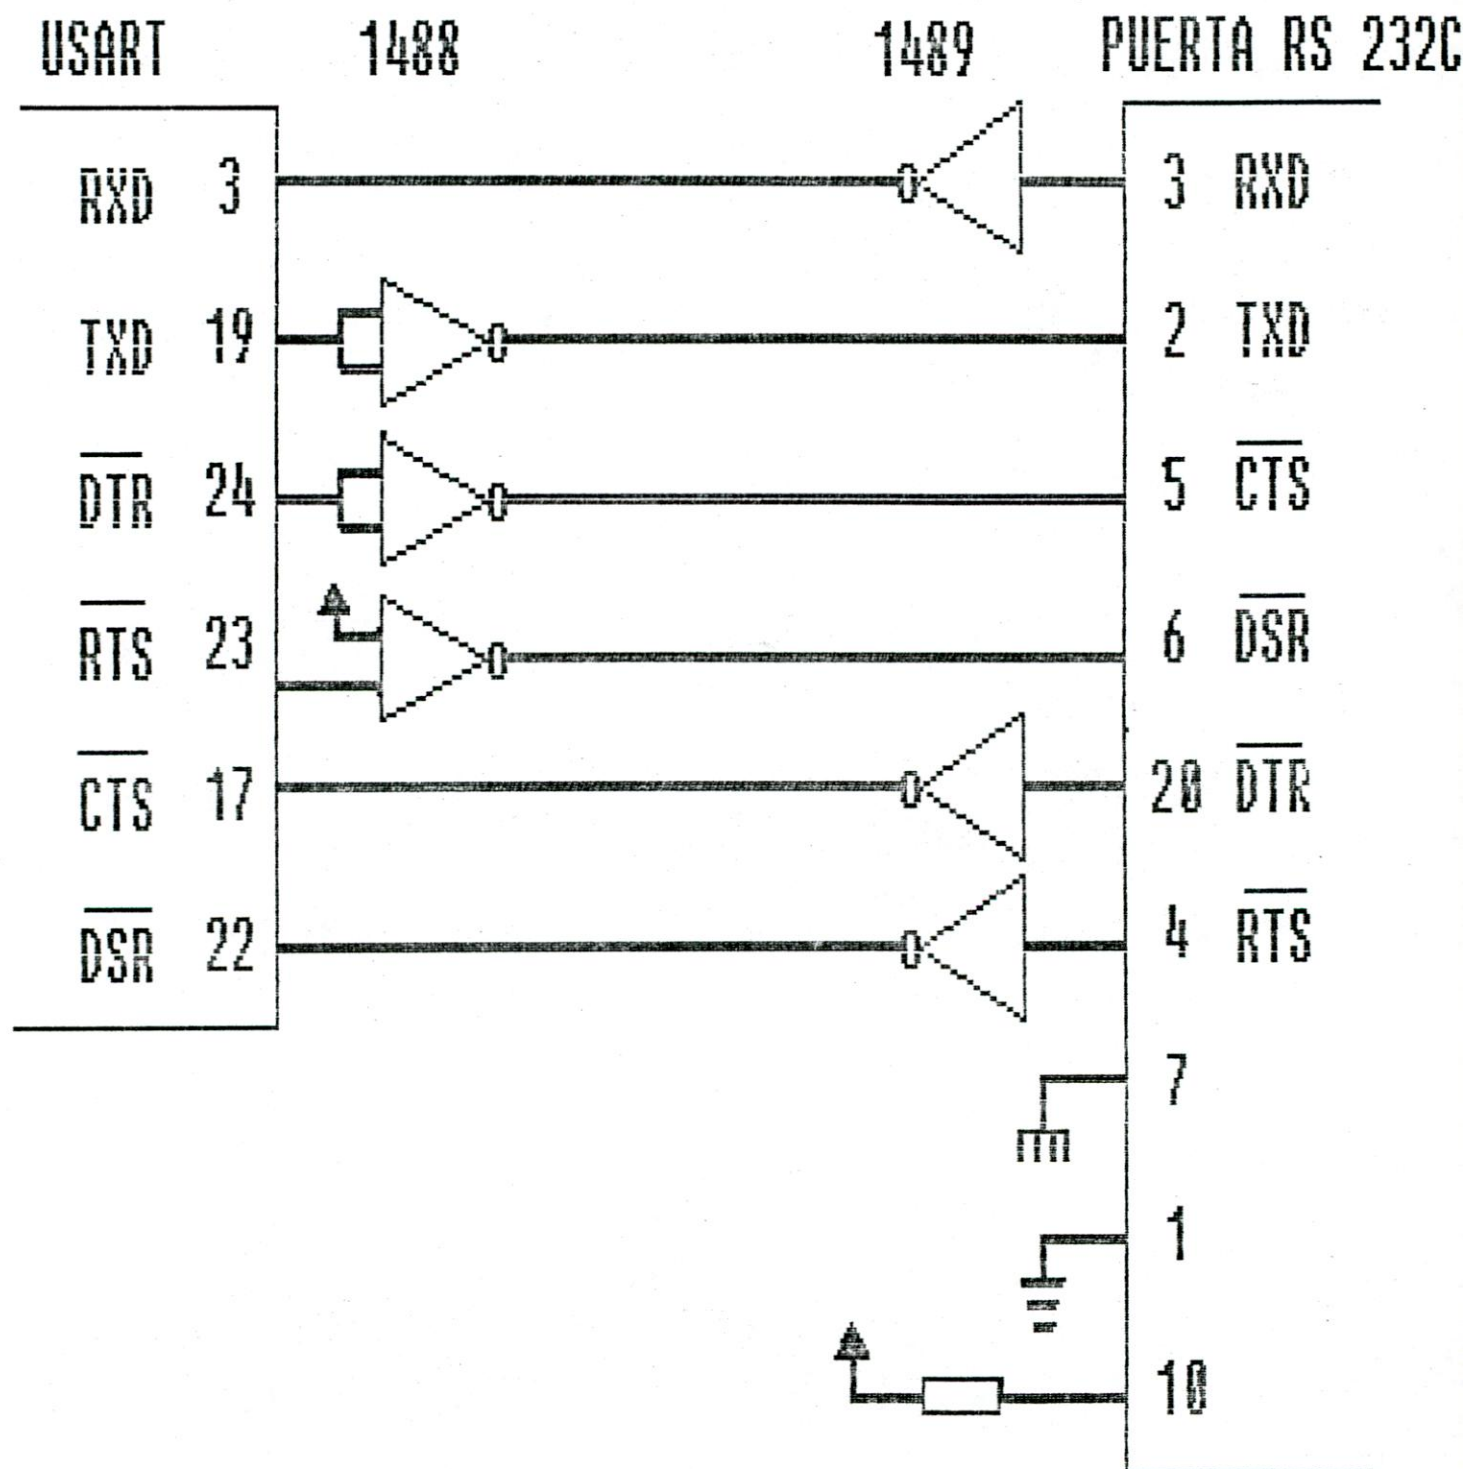 USART 1488 1489 PUERTA RS 232C
RXD 3 3 RXD
TXD 19 2 TXD
DTR 24 5 CTS
RTS 23 6 DSR
CTS 17 20 DTR
DSR 22 4 RTS
7
1
10